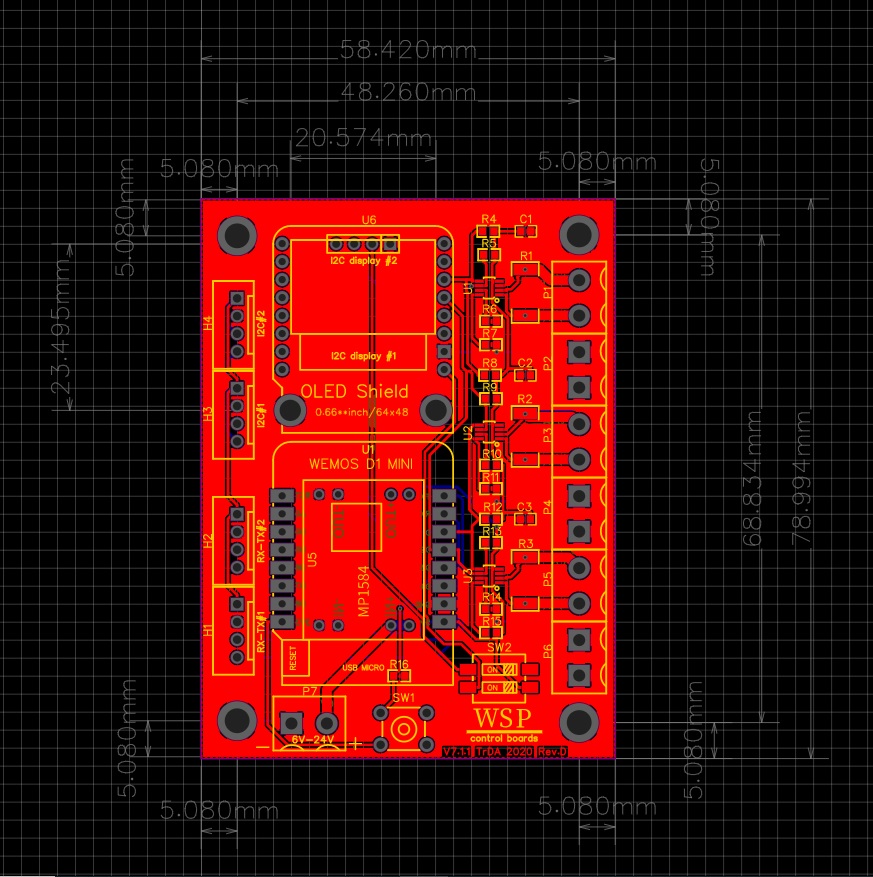 58.420mm
48.260mm
20.574mm
5.080mm
5.080mm
5.080mm
5.080mm
23.495mm
68.834mm
78.994mm
U6
I2C display #2
I2C display #1
OLED Shield
0.66**inch/64x48
R4
C1
R5
R1
U1
P1
R6
R7
R8
C2
P2
R9
R2
U2
P3
R10
R11
R12
C3
P4
R13
R3
U3
P5
R14
R15
P6
H4
I2C#2
H3
I2C#1
H2
RX-TX#2
H1
RX-TX#1
U1
WEMOS D1 MINI
U5
MP1584
RESET
USB MICRO
R16
SW2
ON
ON
P7
SW1
6V-24V
–
+
WSP
control boards
V7.1.1 TrDA 2020 Rev.D
5.080mm
5.080mm
5.080mm
5.080mm